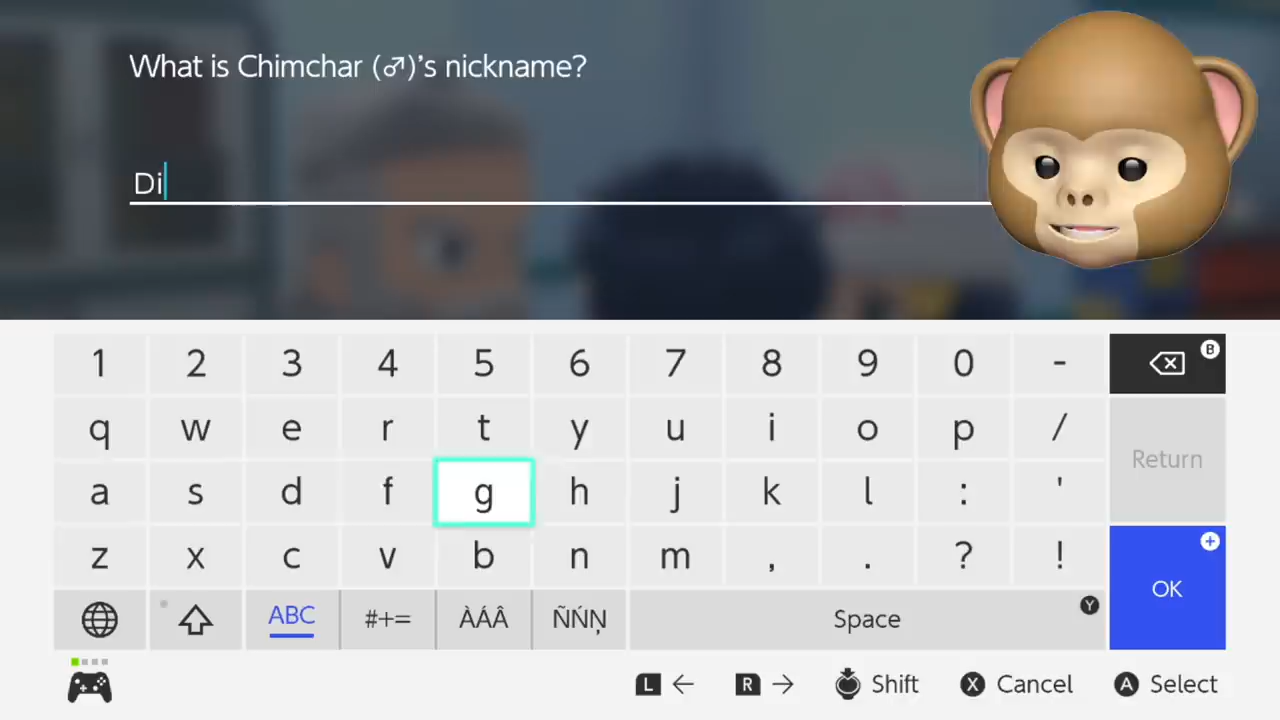 What is Chimchar (♂)'s nickname?
Di
1 2 3 4 5 6 7 8 9 0 - B
q w e r t y u i o p /
Return
a s d f g h j k l : '
z x c v b n m , . ? ! +
OK
ABC #+= ÀÁÂ ÑŃŅ Space Y
L ← R → Shift X Cancel A Select